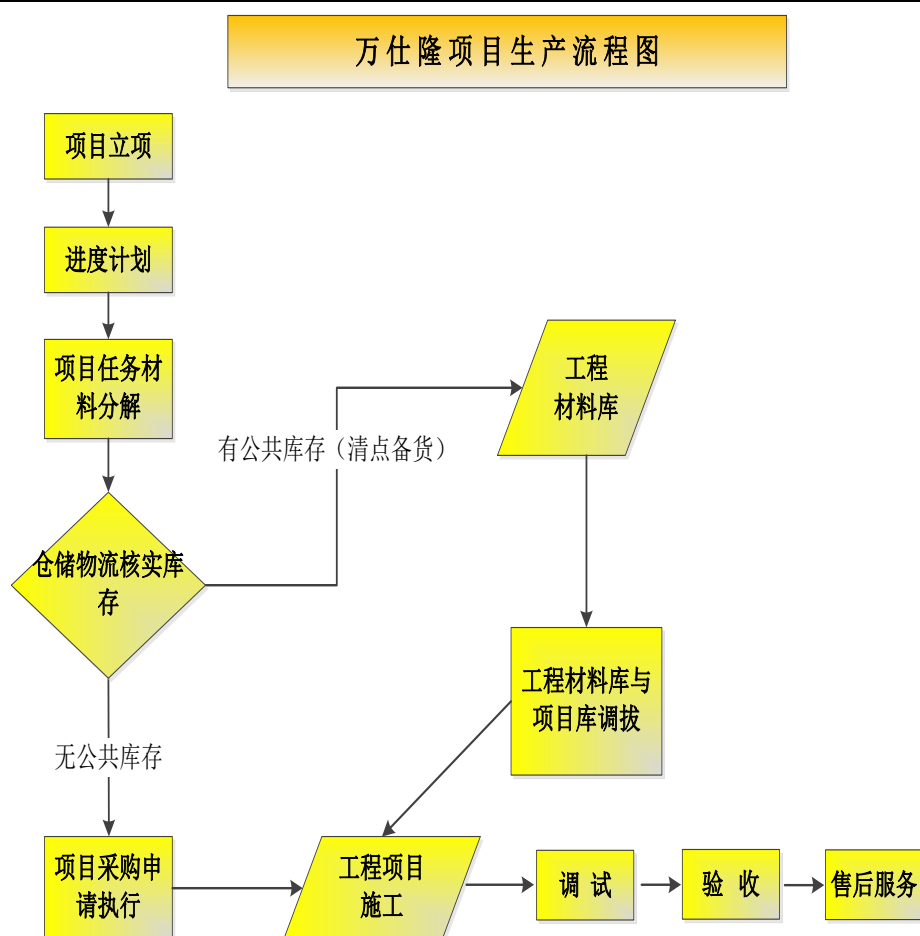 万仕隆项目生产流程图
项目立项
进度计划
项目任务材
料分解
工程
材料库
有公共库存（清点备货）
仓储物流核实库
存
工程材料库与
项目库调拔
无公共库存
项目采购申
请执行
工程项目
施工
调 试
验 收
售后服务